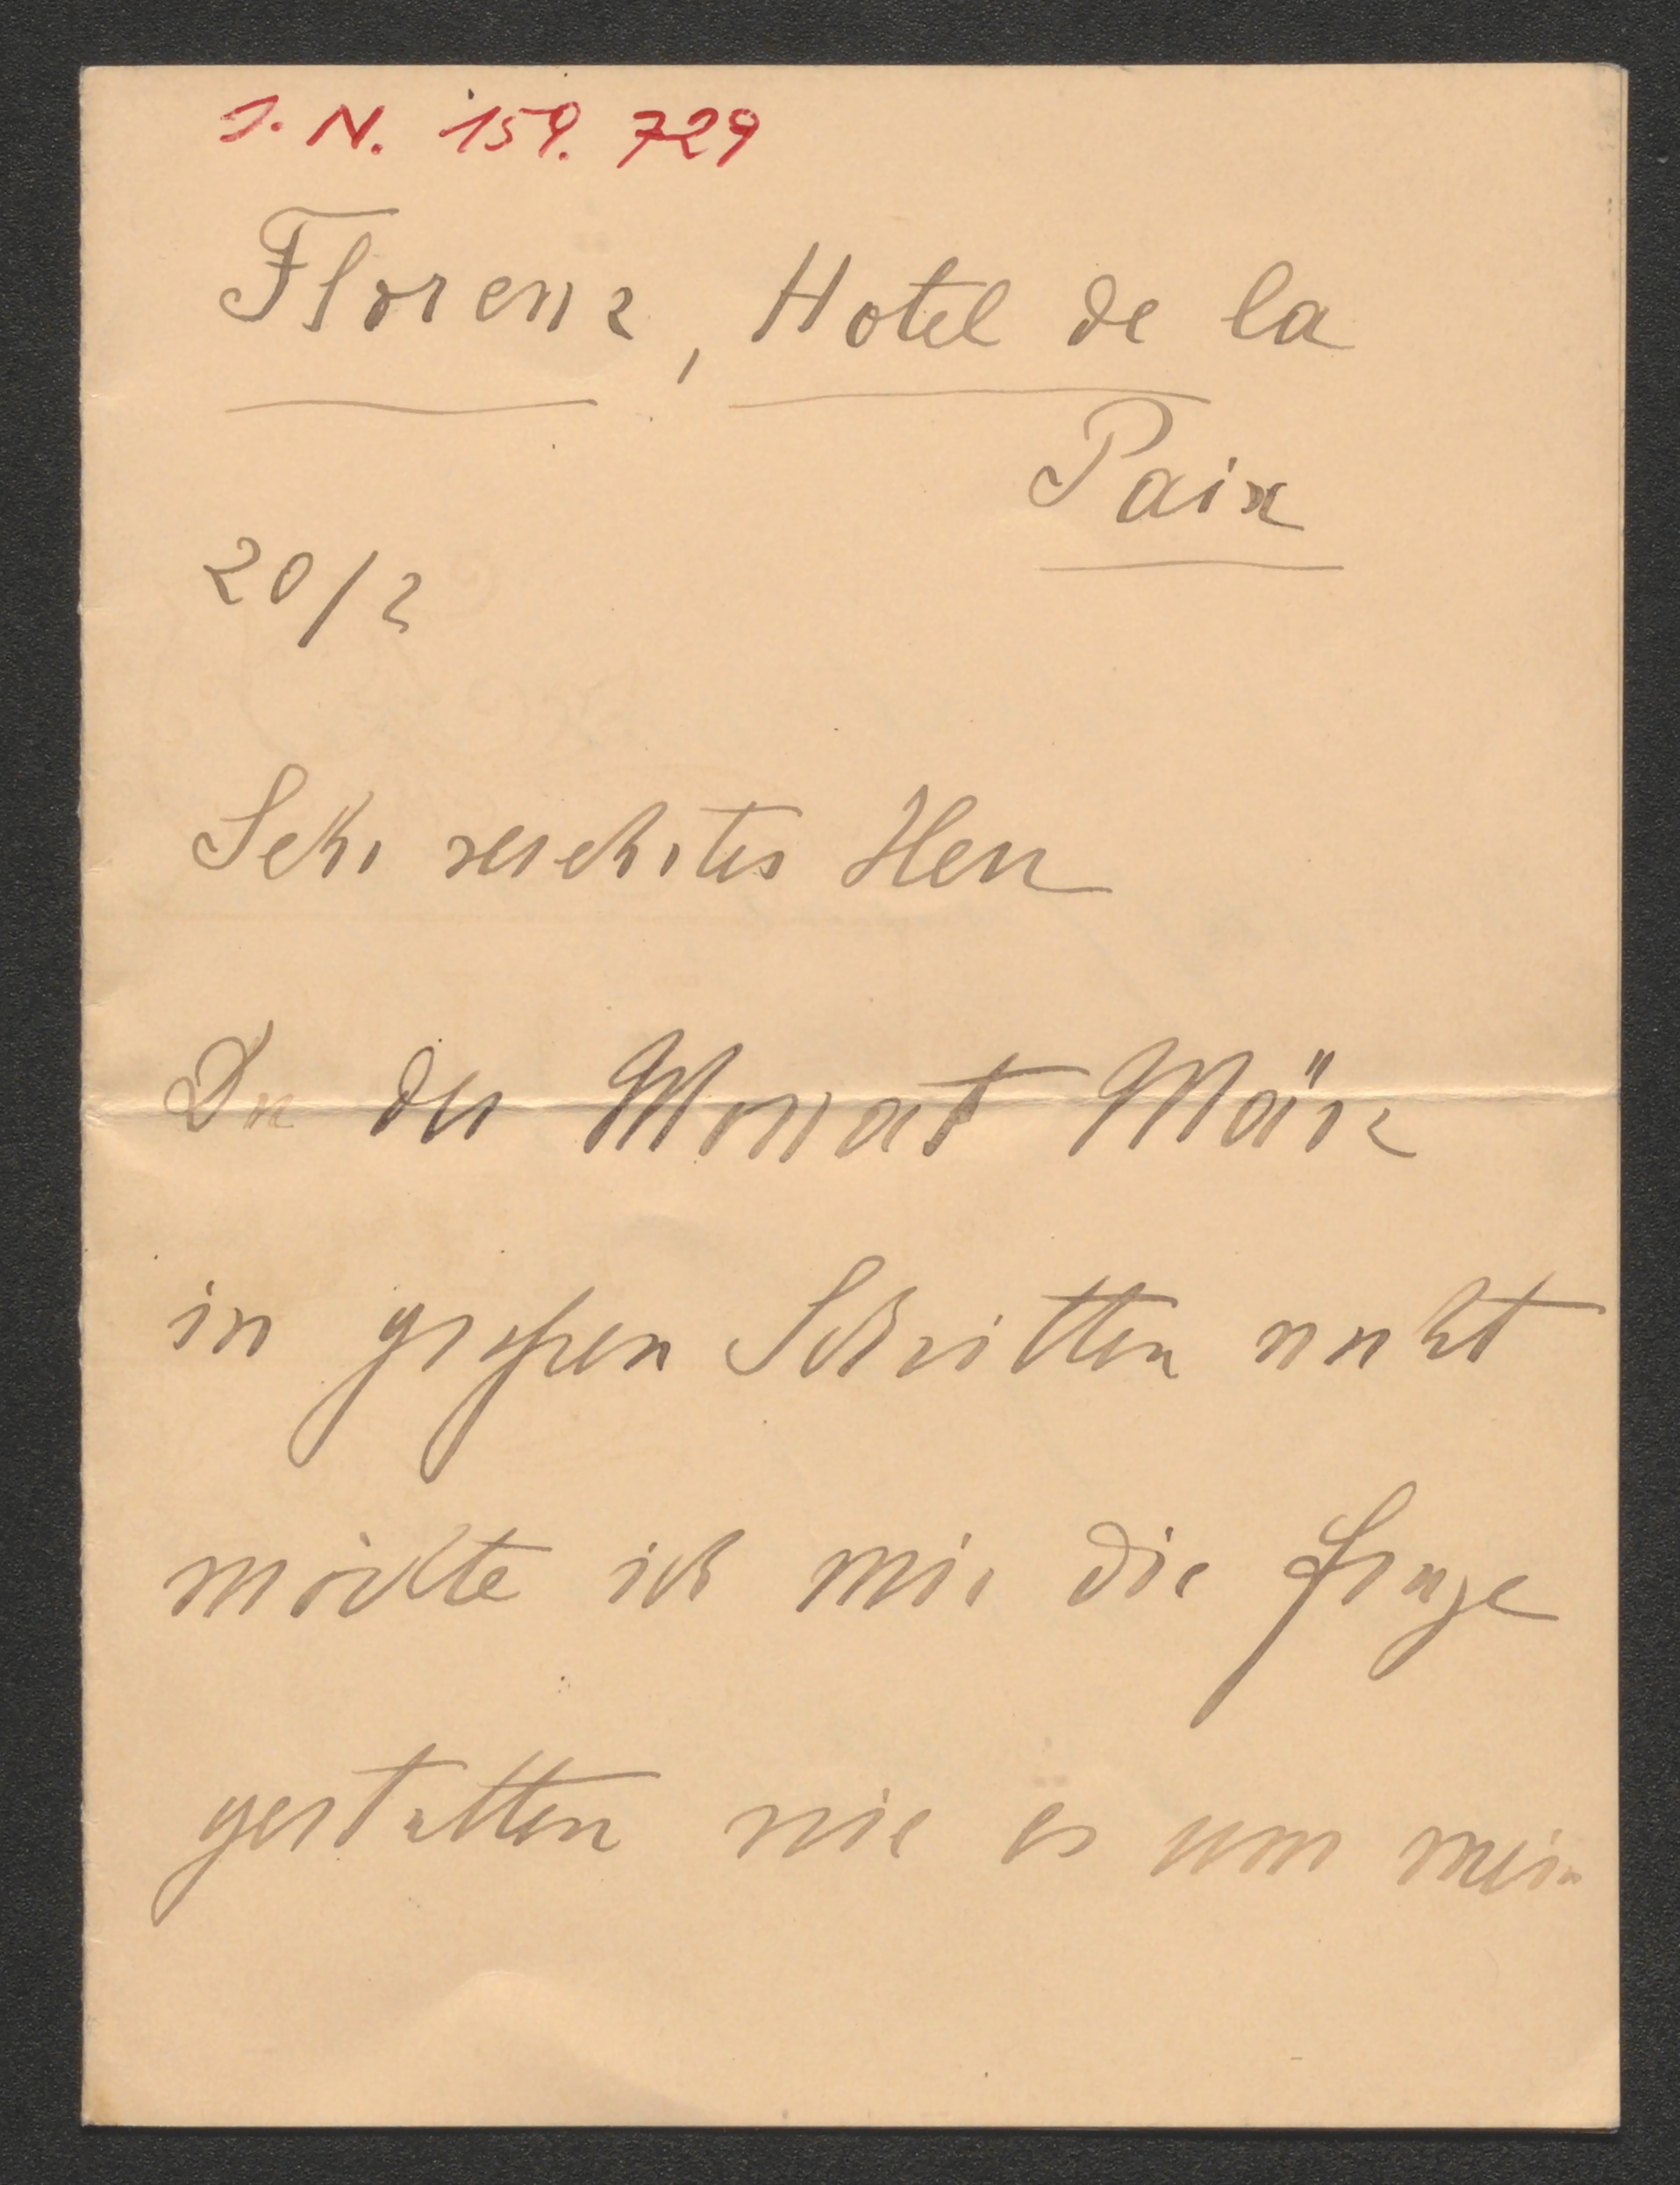 I. N. 159.729
Florenz, Hotel de la
Paix
20/2
Sehr verehrter Herr
Da der Monat März
in großen Schritten naht
möchte ich mir die Frage
gestatten wie es um mein